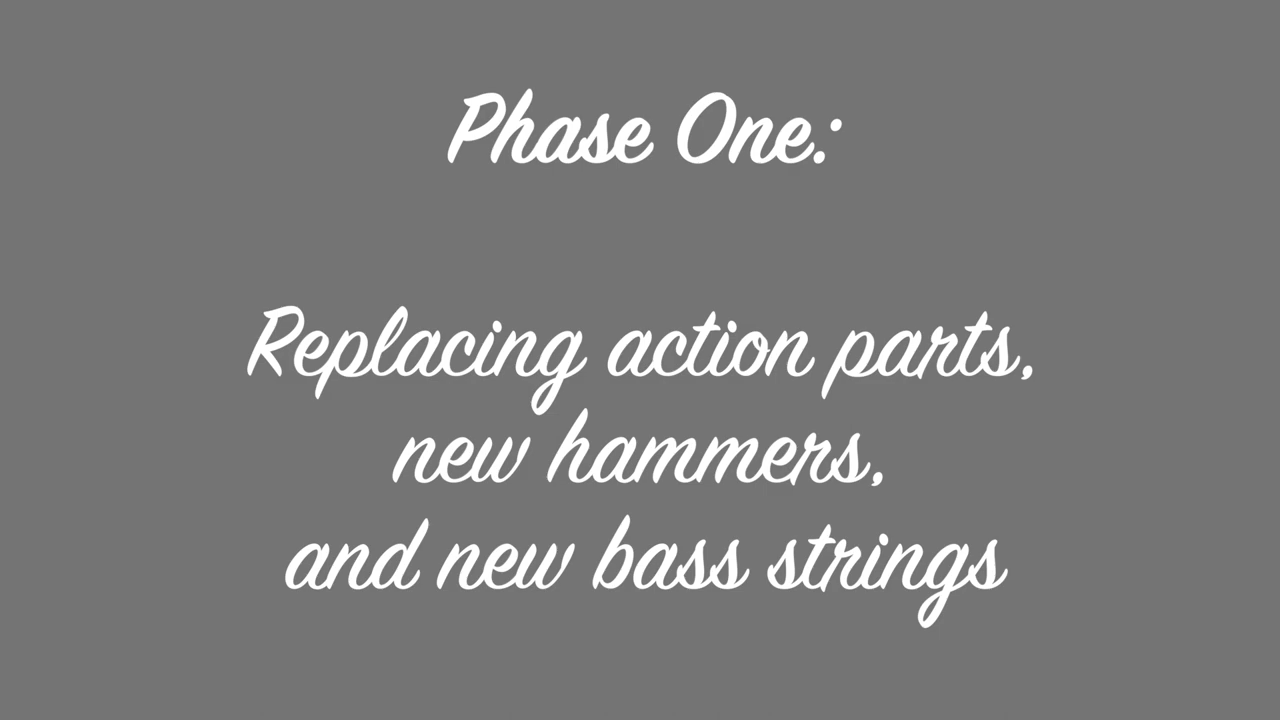 Phase One:
Replacing action parts,
new hammers,
and new bass strings